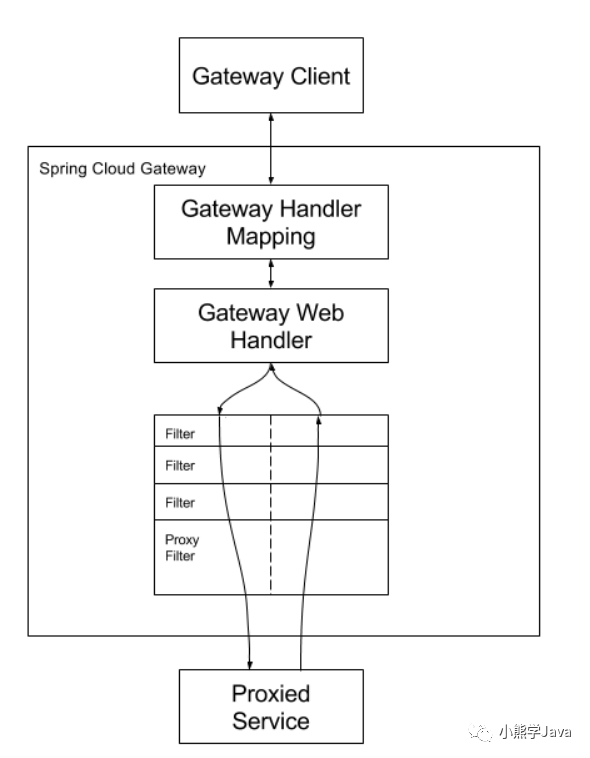 Gateway Client
Spring Cloud Gateway
Gateway Handler
Mapping
Gateway Web
Handler
Filter
Filter
Filter
Proxy
Filter
Proxied
Service
小熊学Java